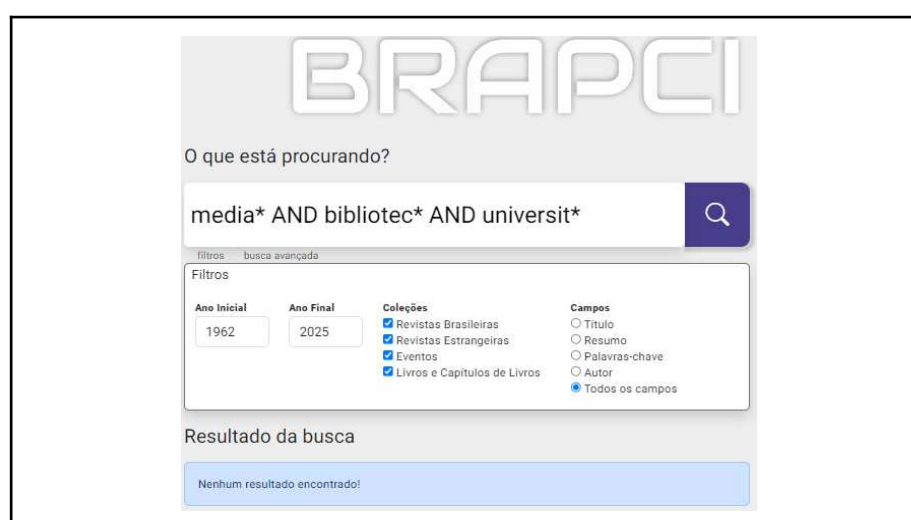 BRAPCI
O que está procurando?
media* AND bibliotec* AND universit*
filtros busca avançada
Filtros
Ano Inicial Ano Final Coleções Campos
1962 2025 Revistas Brasileiras Título
Revistas Estrangeiras Resumo
Eventos Palavras-chave
Livros e Capítulos de Livros Autor
Todos os campos
Resultado da busca
Nenhum resultado encontrado!